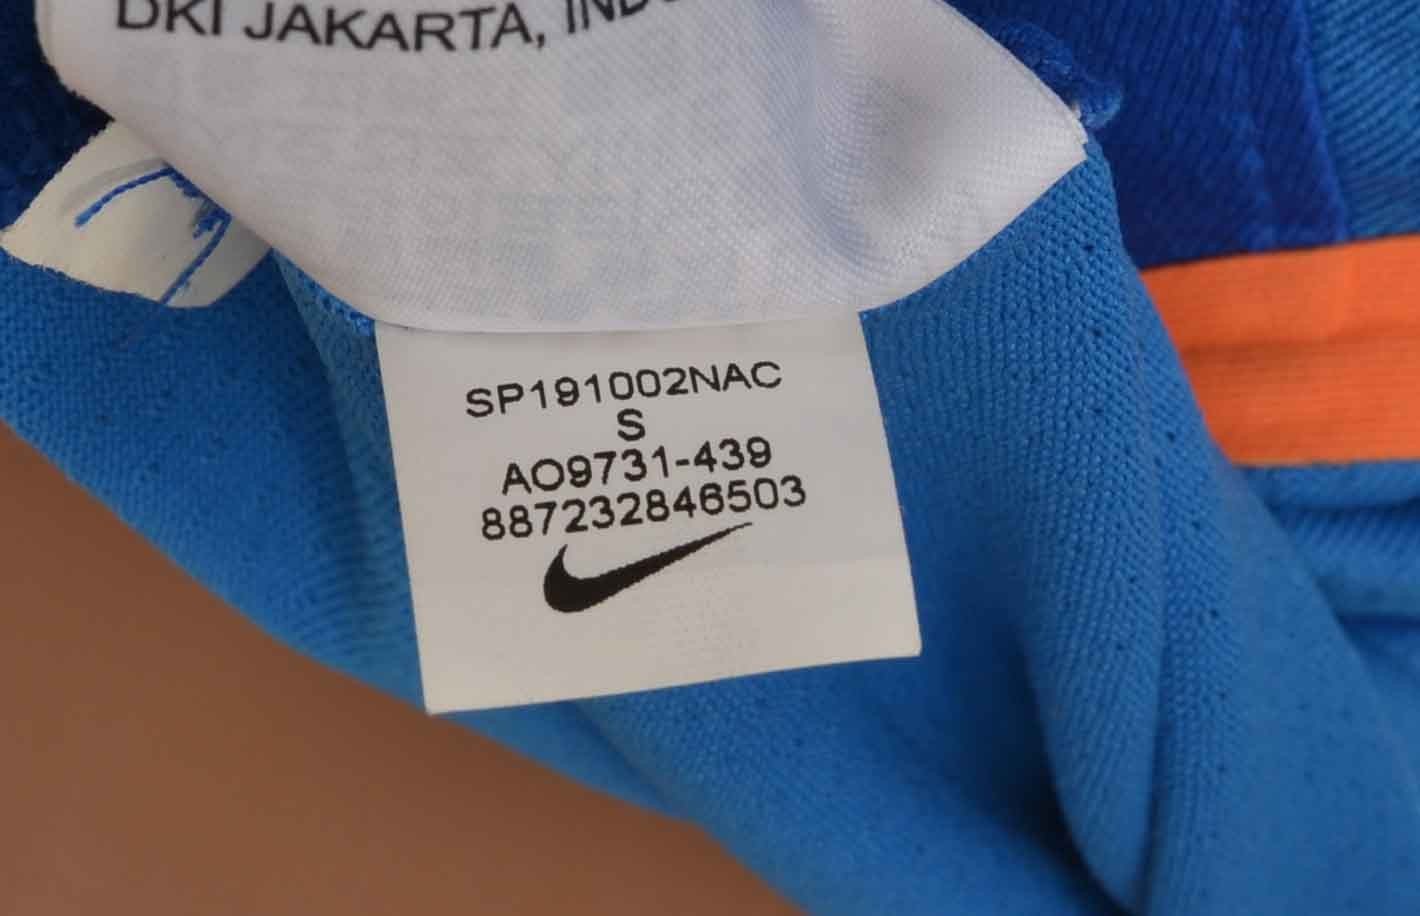 DKI JAKARTA,
SP191002NAC
S
AO9731-439
887232846503